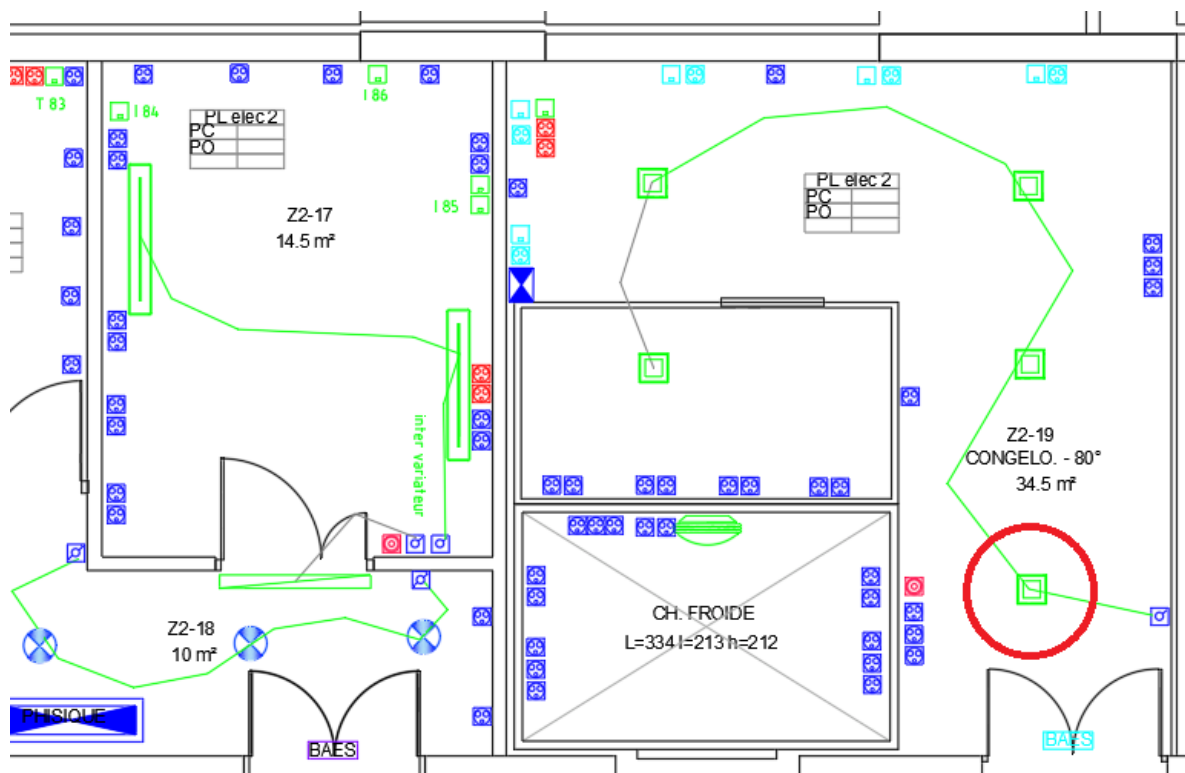 T 83
I 84
PL elec 2
PC
PO
I 86
I 85
Z2-17
14.5 m²
inter variateur
PL elec 2
PC
PO
Z2-19
CONGELO. - 80°
34.5 m²
Z2-18
10 m²
CH. FROIDE
L=334 l=213 h=212
PHISIQUE
BAES
BAES